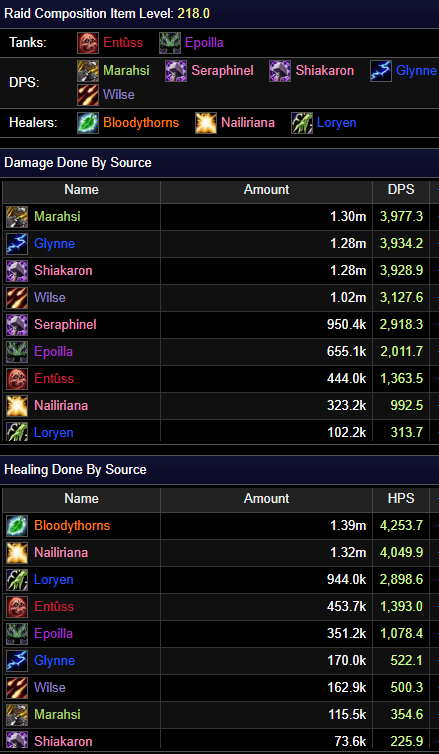 Raid Composition Item Level: 218.0
Tanks: Entûss Epoilla
DPS: Marahsi Seraphinel Shiakaron Glynne
Wilse
Healers: Bloodythorns Nailiriana Loryen
Damage Done By Source
Name Amount DPS
Marahsi 1.30m 3,977.3
Glynne 1.28m 3,934.2
Shiakaron 1.28m 3,928.9
Wilse 1.02m 3,127.6
Seraphinel 950.4k 2,918.3
Epoilla 655.1k 2,011.7
Entûss 444.0k 1,363.5
Nailiriana 323.2k 992.5
Loryen 102.2k 313.7
Healing Done By Source
Name Amount HPS
Bloodythorns 1.39m 4,253.7
Nailiriana 1.32m 4,049.9
Loryen 944.0k 2,898.6
Entûss 453.7k 1,393.0
Epoilla 351.2k 1,078.4
Glynne 170.0k 522.1
Wilse 162.9k 500.3
Marahsi 115.5k 354.6
Shiakaron 73.6k 225.9